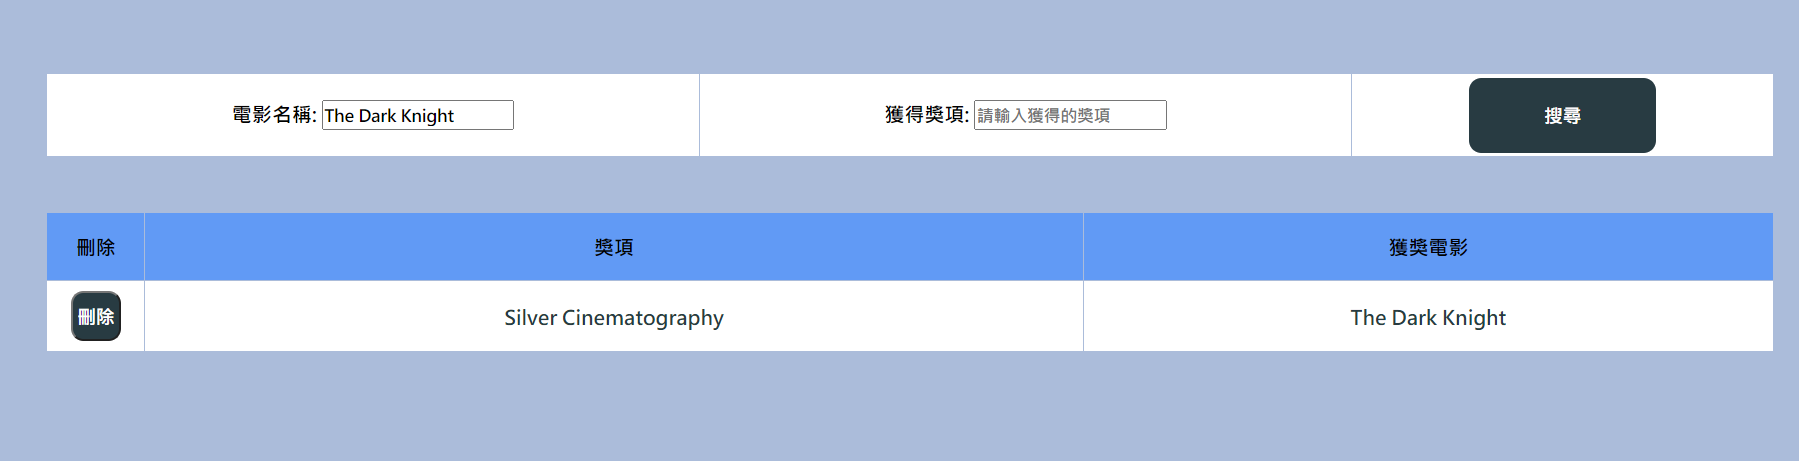 電影名稱: The Dark Knight 獲得獎項: 請輸入獲得的獎項 搜尋
刪除 獎項 獲獎電影
刪除 Silver Cinematography The Dark Knight